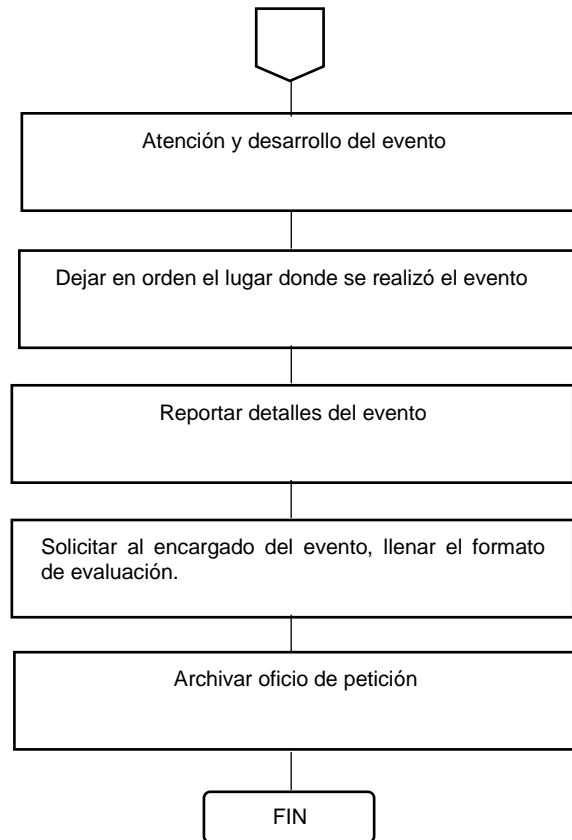 Atención y desarrollo del evento
Dejar en orden el lugar donde se realizó el evento
Reportar detalles del evento
Solicitar al encargado del evento, llenar el formato
de evaluación.
Archivar oficio de petición
FIN